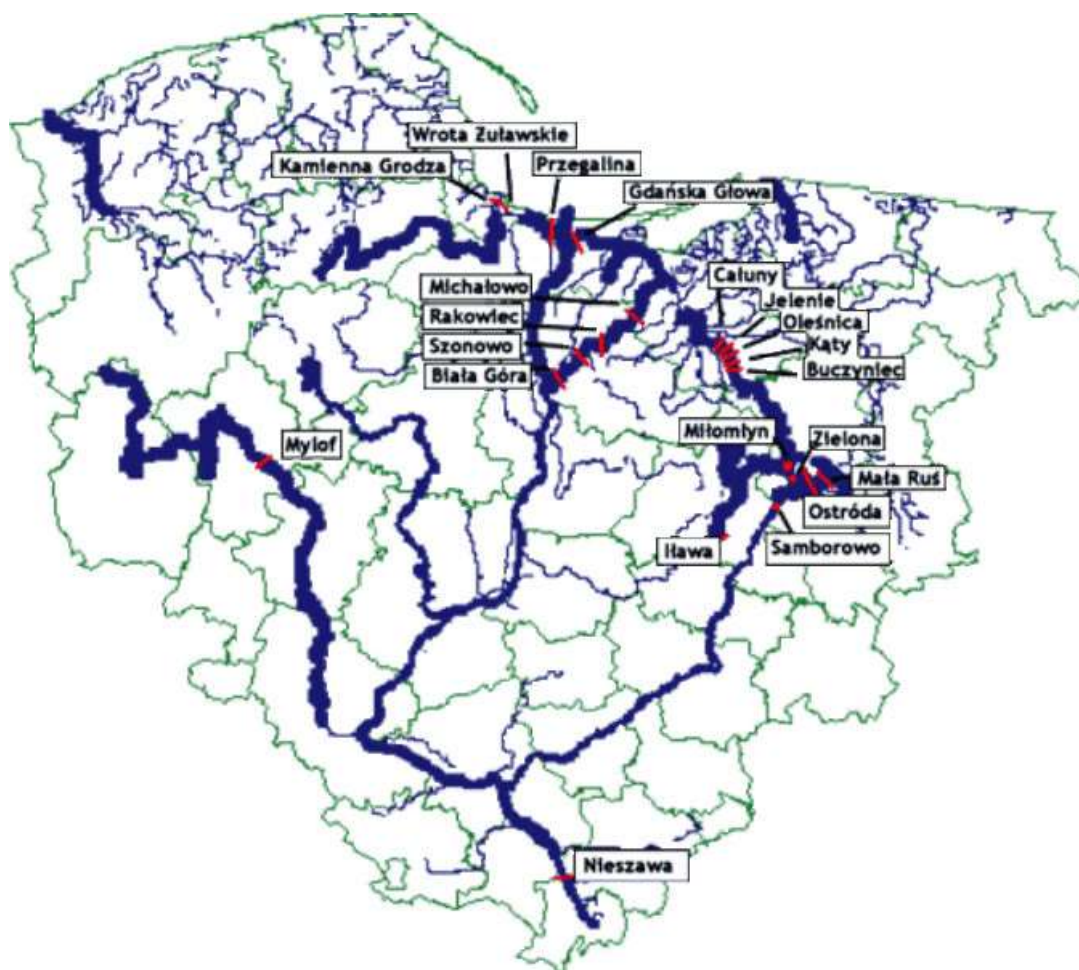 Wrota Żuławskie
Kamienna Grodza
Przegalina
Gdańska Głowa
Michałowo
Rakowiec
Szonowo
Biała Góra
Całuny
Jelenie
Oleśnica
Kąty
Buczyniec
Mylof
Miłomłyn
Zielona
Mała Ruś
Ostróda
Iława
Samborowo
Nieszawa